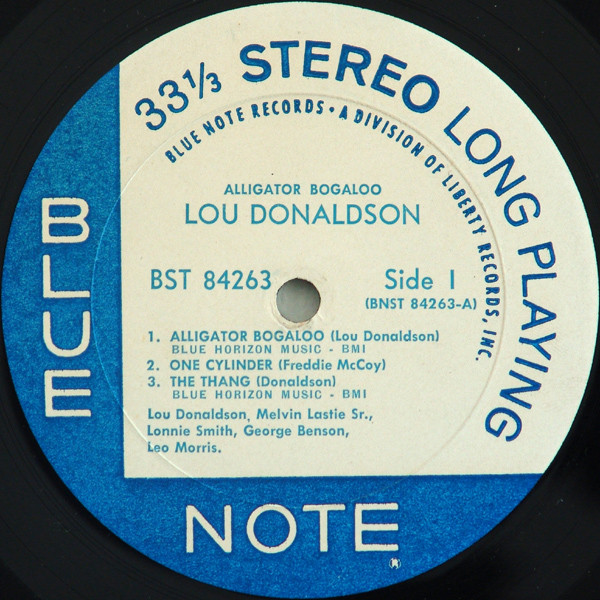 33⅓ STEREO LONG PLAYING
BLUE NOTE RECORDS • A DIVISION OF LIBERTY RECORDS, INC.
ALLIGATOR BOGALOO
LOU DONALDSON
BST 84263
Side 1
(BNST 84263-A)
1. ALLIGATOR BOGALOO (Lou Donaldson)
BLUE HORIZON MUSIC - BMI
2. ONE CYLINDER (Freddie McCoy)
3. THE THANG (Donaldson)
BLUE HORIZON MUSIC - BMI
Lou Donaldson, Melvin Lastie Sr.,
Lonnie Smith, George Benson,
Leo Morris.
BLUE
NOTE